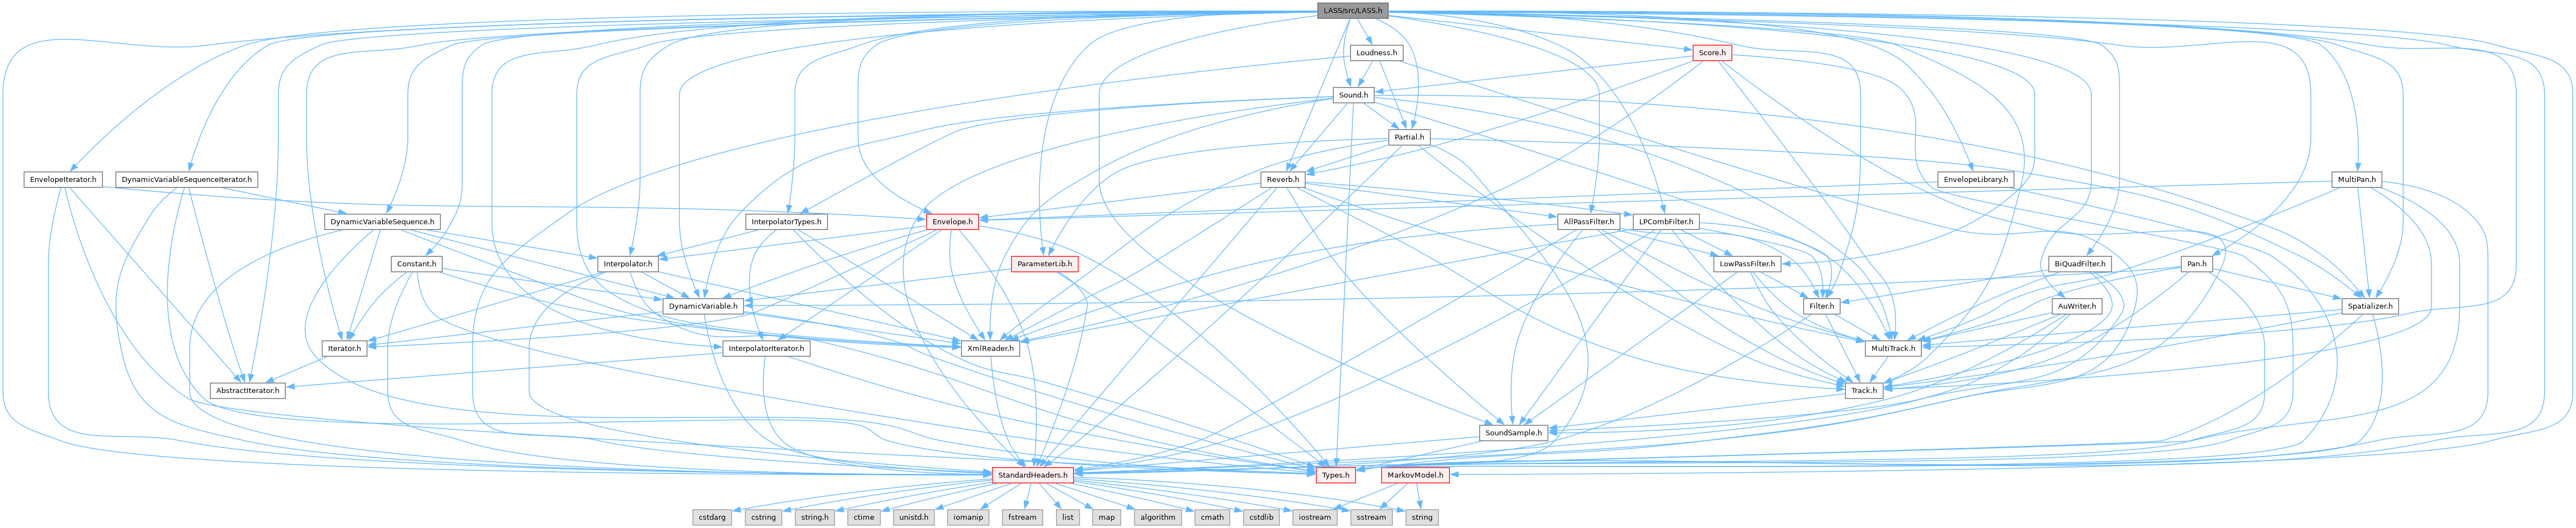 LASS/src/LASS.h
Loudness.h
Score.h
Sound.h
Partial.h
EnvelopeIterator.h
DynamicVariableSequenceIterator.h
Reverb.h
EnvelopeLibrary.h
MultiPan.h
DynamicVariableSequence.h
InterpolatorTypes.h
Envelope.h
AllPassFilter.h
LPCombFilter.h
Constant.h
Interpolator.h
ParameterLib.h
LowPassFilter.h
BiQuadFilter.h
Pan.h
DynamicVariable.h
Filter.h
AuWriter.h
Spatializer.h
Iterator.h
InterpolatorIterator.h
XmlReader.h
MultiTrack.h
AbstractIterator.h
Track.h
SoundSample.h
StandardHeaders.h
Types.h
MarkovModel.h
cstdarg
cstring
string.h
ctime
unistd.h
iomanip
fstream
list
map
algorithm
cmath
cstdlib
iostream
sstream
string